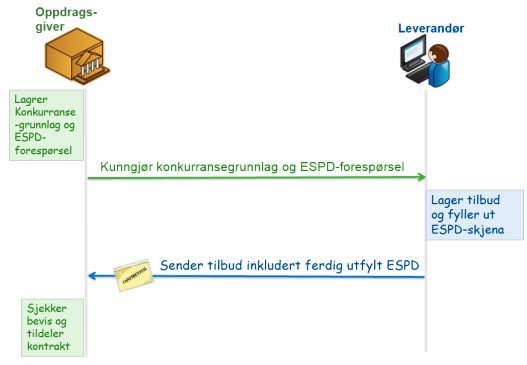 Oppdrags-
giver
Leverandør
Lagrer
Konkurranse
-grunnlag og
ESPD-
forespørsel
Kunngjør konkurransegrunnlag og ESPD-forespørsel
Lager tilbud
og fyller ut
ESPD-skjena
Sender tilbud inkludert ferdig utfylt ESPD
CONFIDENTIAL
Sjekker
bevis og
tildeler
kontrakt